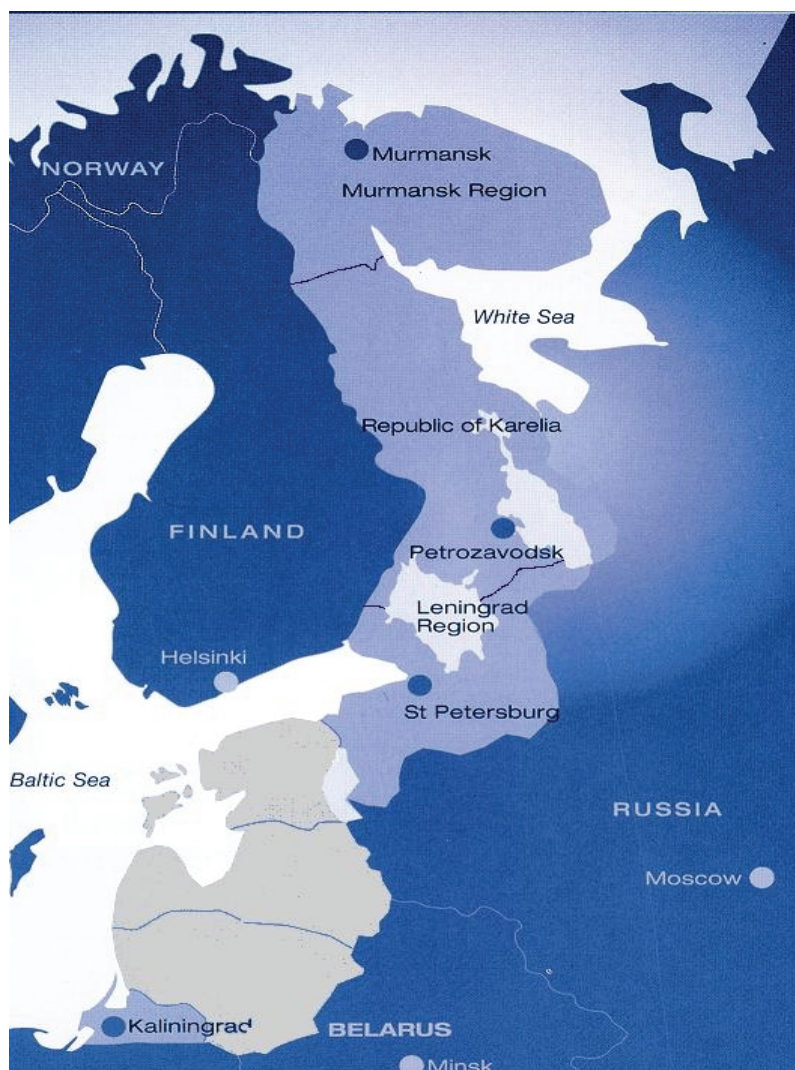 NORWAY
Murmansk
Murmansk Region
White Sea
Republic of Karelia
FINLAND
Petrozavodsk
Leningrad
Region
Helsinki
St Petersburg
Baltic Sea
RUSSIA
Moscow
Kaliningrad
BELARUS
Minsk